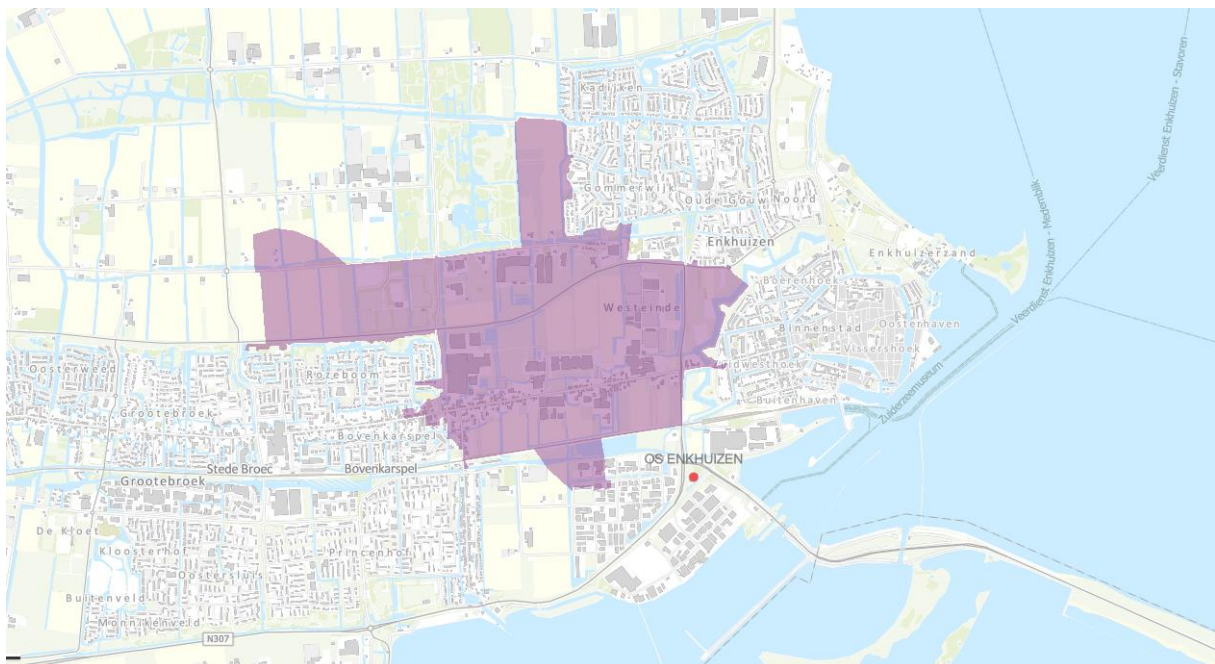 Kadijken
Veerdienst Enkhuizen - Stavoren
Gommerwijk
Oude Gouw
Noord
Enkhuizen
Enkhuizerzand
Veerdienst Enkhuizen - Medemblik
Boerenhoek
Westeinde
Binnenstad
Oosterhaven
Vissershoek
Oosterweed
Rozeboom
Zuiderzeemuseum
Buitenhaven
Grootebroek
Bovenkarspel
OS ENKHUIZEN
Stede Broec
Bovenkarspel
Grootebroek
De Kloet
Kloosterhof
Princenhof
Oostersluis
Buitenveld
Monnikenveld
N307